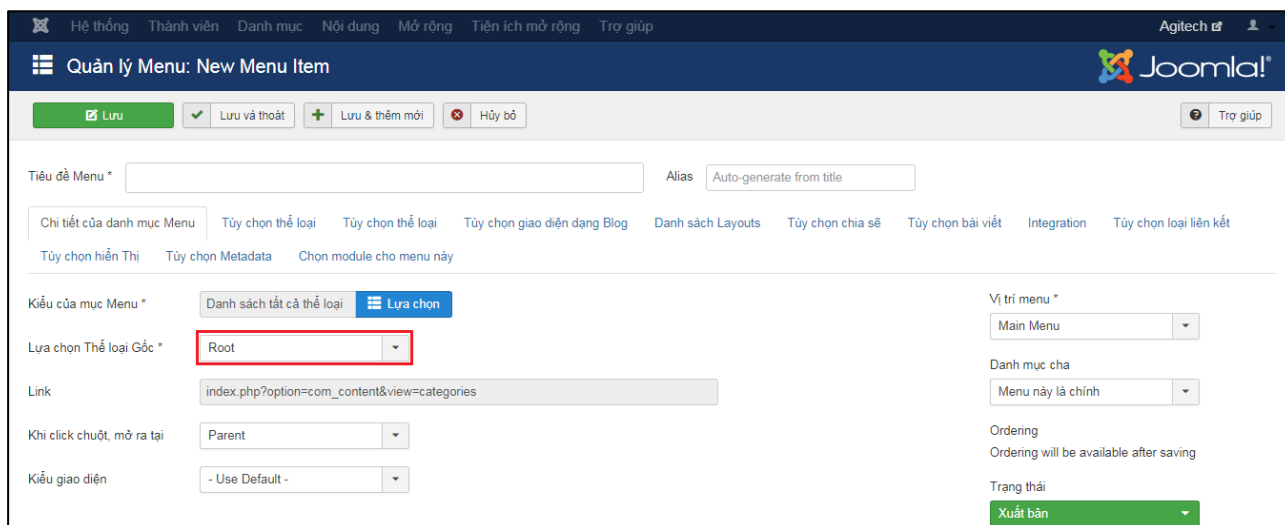 Hệ thống Thành viên Danh mục Nội dung Mở rộng Tiện ích mở rộng Trợ giúp Agitech
Quản lý Menu: New Menu Item Joomla!®
Lưu Lưu và thoát Lưu & thêm mới Hủy bỏ Trợ giúp
Tiêu đề Menu * Alias Auto-generate from title
Chi tiết của danh mục Menu Tùy chọn thể loại Tùy chọn thể loại Tùy chọn giao diện dạng Blog Danh sách Layouts Tùy chọn chia sẽ Tùy chọn bài viết Integration Tùy chọn loại liên kết
Tùy chọn hiển Thị Tùy chọn Metadata Chọn module cho menu này
Kiểu của mục Menu * Danh sách tất cả thể loại Lựa chọn
Lựa chọn Thể loại Gốc * Root
Link index.php?option=com_content&view=categories
Khi click chuột, mở ra tại Parent
Kiểu giao diện - Use Default -
Vị trí menu *
Main Menu
Danh mục cha
Menu này là chính
Ordering
Ordering will be available after saving
Trạng thái
Xuất bản